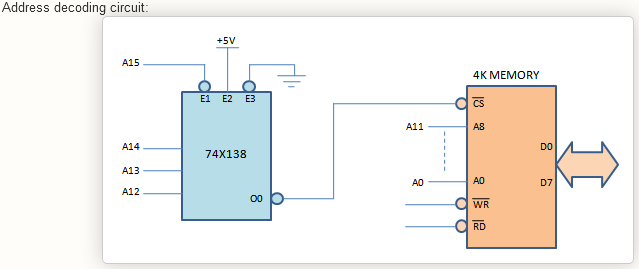 Address decoding circuit:
+5V
A15
4K MEMORY
E1 E2 E3
CS
A11 A8
A14
74X138
D0
A13
A12
A0 A0 D7
O0
WR
RD